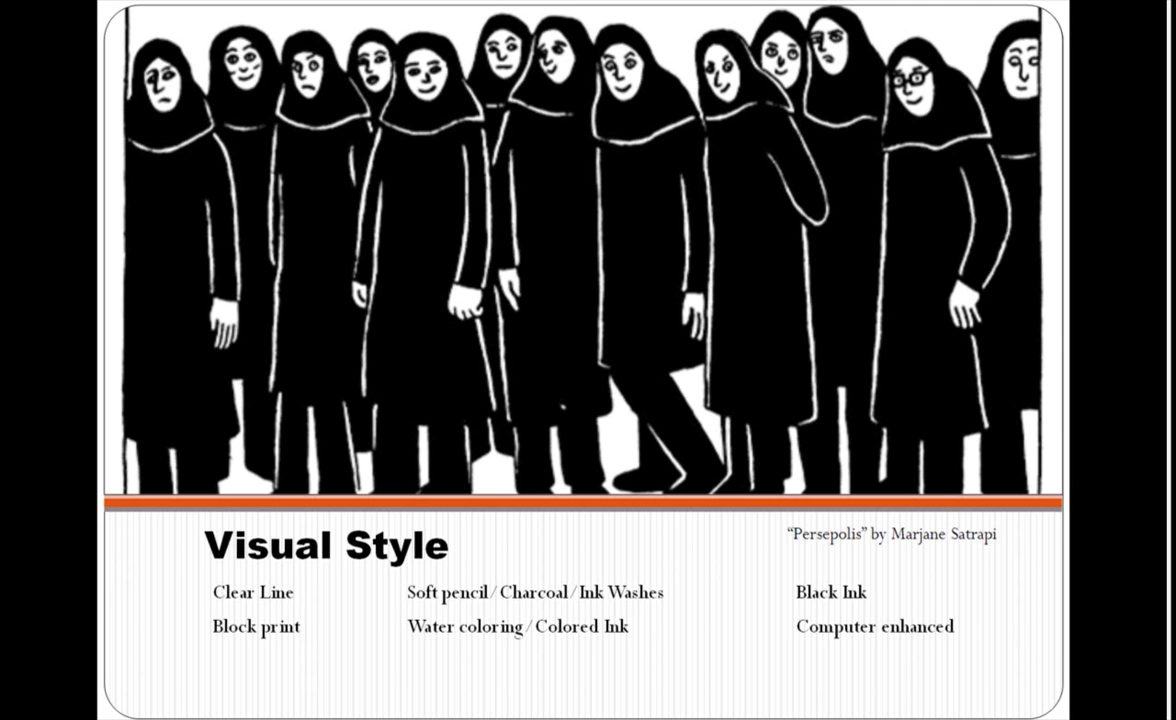 Visual Style
“Persepolis” by Marjane Satrapi
Clear Line
Soft pencil/Charcoal/Ink Washes
Black Ink
Block print
Water coloring/Colored Ink
Computer enhanced